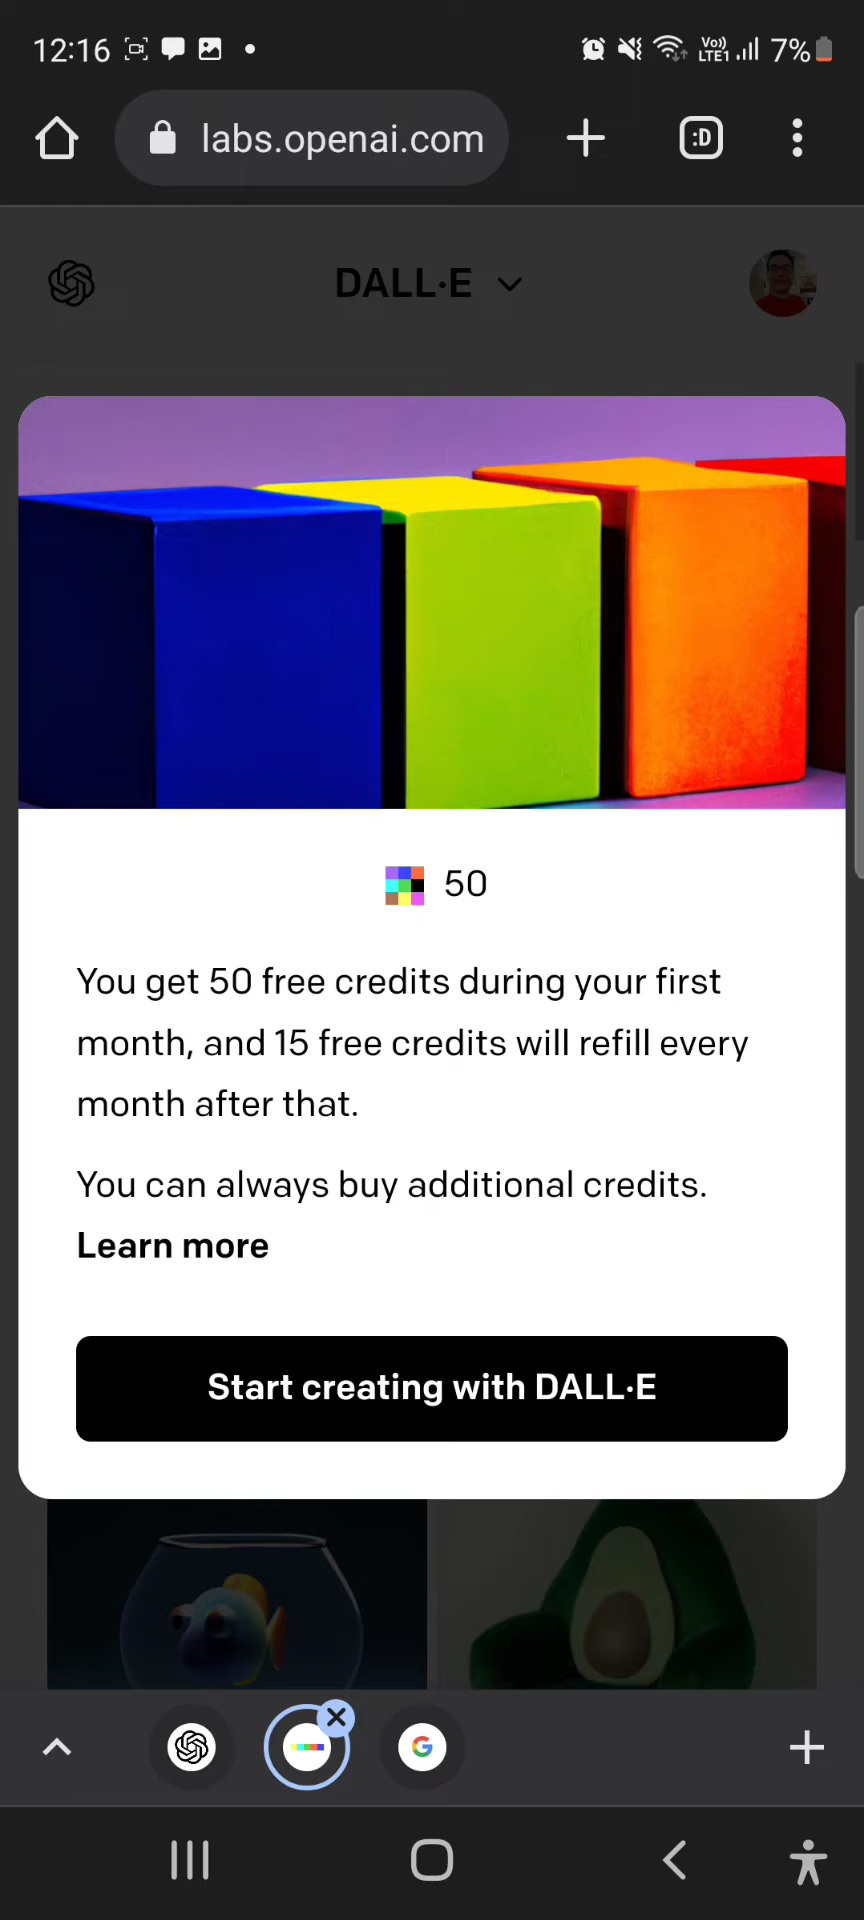 12:16
Vo)) LTE1 7%
labs.openai.com
:D
DALL·E
50
You get 50 free credits during your first
month, and 15 free credits will refill every
month after that.
You can always buy additional credits.
Learn more
Start creating with DALL·E
G